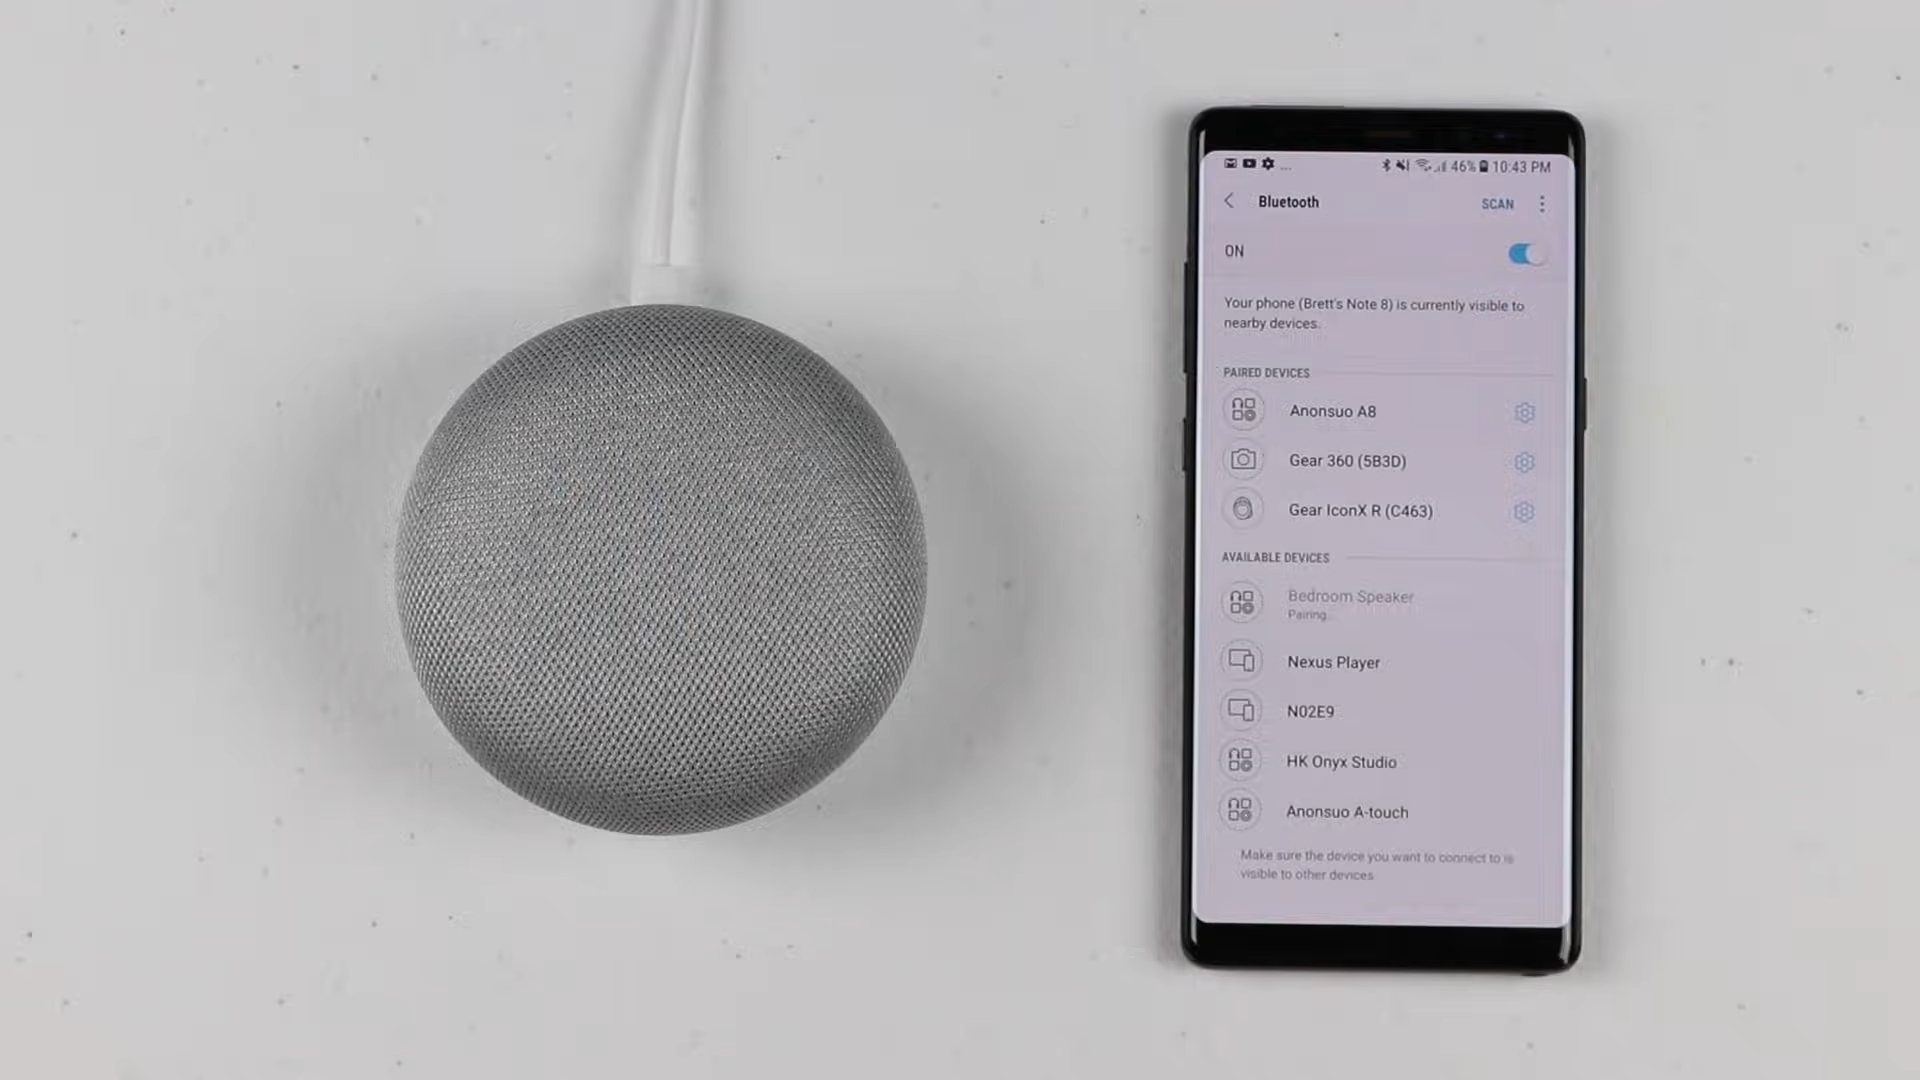 46% 10:43 PM
Bluetooth SCAN
ON
Your phone (Brett's Note 8) is currently visible to
nearby devices.
PAIRED DEVICES
Anonsuo A8
Gear 360 (5B3D)
Gear IconX R (C463)
AVAILABLE DEVICES
Bedroom Speaker
Pairing...
Nexus Player
N02E9
HK Onyx Studio
Anonsuo A-touch
Make sure the device you want to connect to is
visible to other devices.